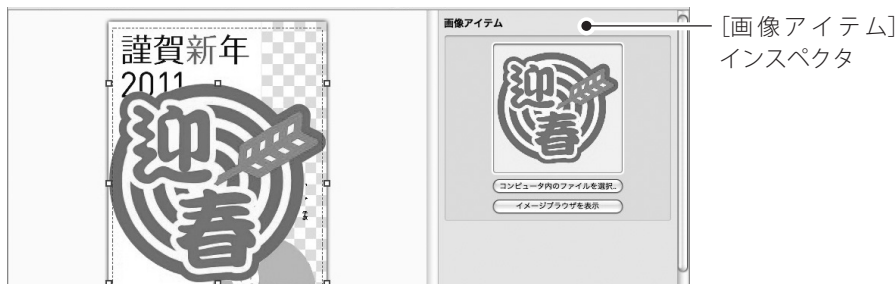 謹賀新年
2011
迎
春
画像アイテム
迎
春
コンピュータ内のファイルを選択..
イメージブラウザを表示
[画像アイテム]
インスペクタ